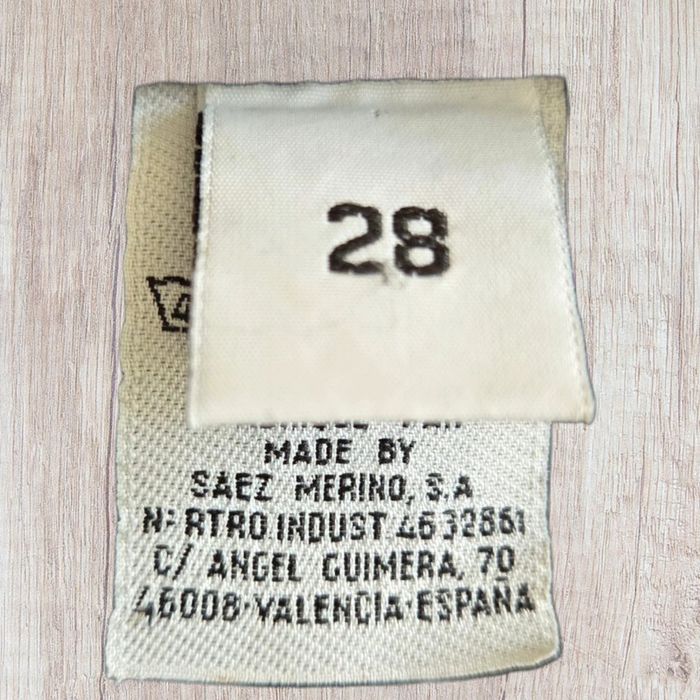 28
MADE BY
SAEZ MERINO, S.A
Nº RTRO.INDUST 4632861
C/ ANGEL GUIMERA, 70
46008-VALENCIA-ESPAÑA